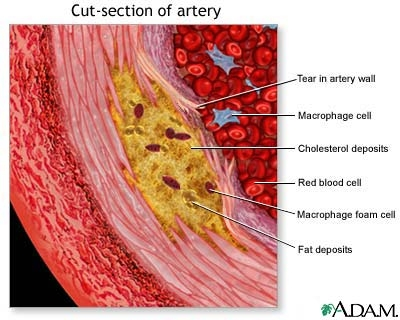 Cut-section of artery
Tear in artery wall
Macrophage cell
Cholesterol deposits
Red blood cell
Macrophage foam cell
Fat deposits
A.D.A.M.